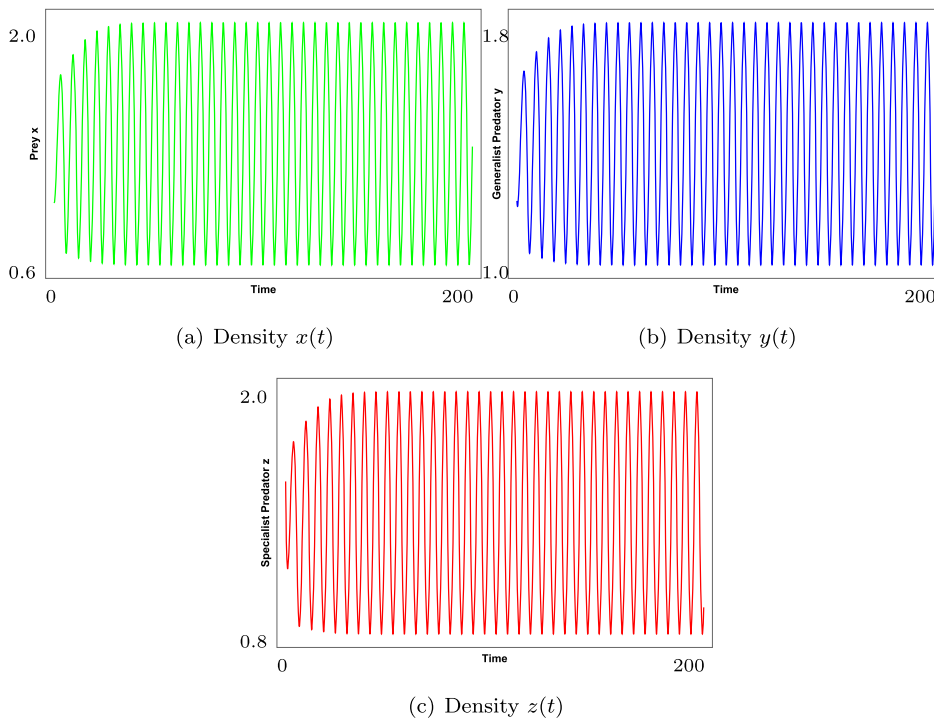 2.0
Prey x
0.6
0
Time
200
(a) Density x(t)
1.8
Generalist Predator y
1.0
0
Time
200
(b) Density y(t)
2.0
Specialist Predator z
0.8
0
Time
200
(c) Density z(t)